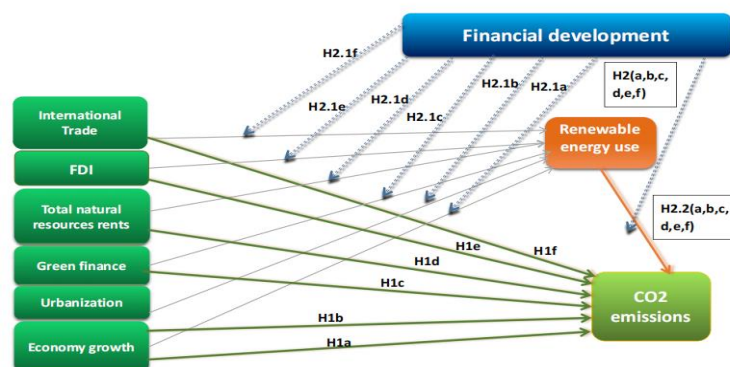 Financial development
H2.1f
H2.1e
H2.1d
H2.1c
H2.1b
H2.1a
H2(a,b,c,
d,e,f)
International
Trade
FDI
Total natural
resources rents
Green finance
Urbanization
Economy growth
Renewable
energy use
H2.2(a,b,c,
d,e,f)
H1f
H1e
H1d
H1c
H1b
H1a
CO2
emissions